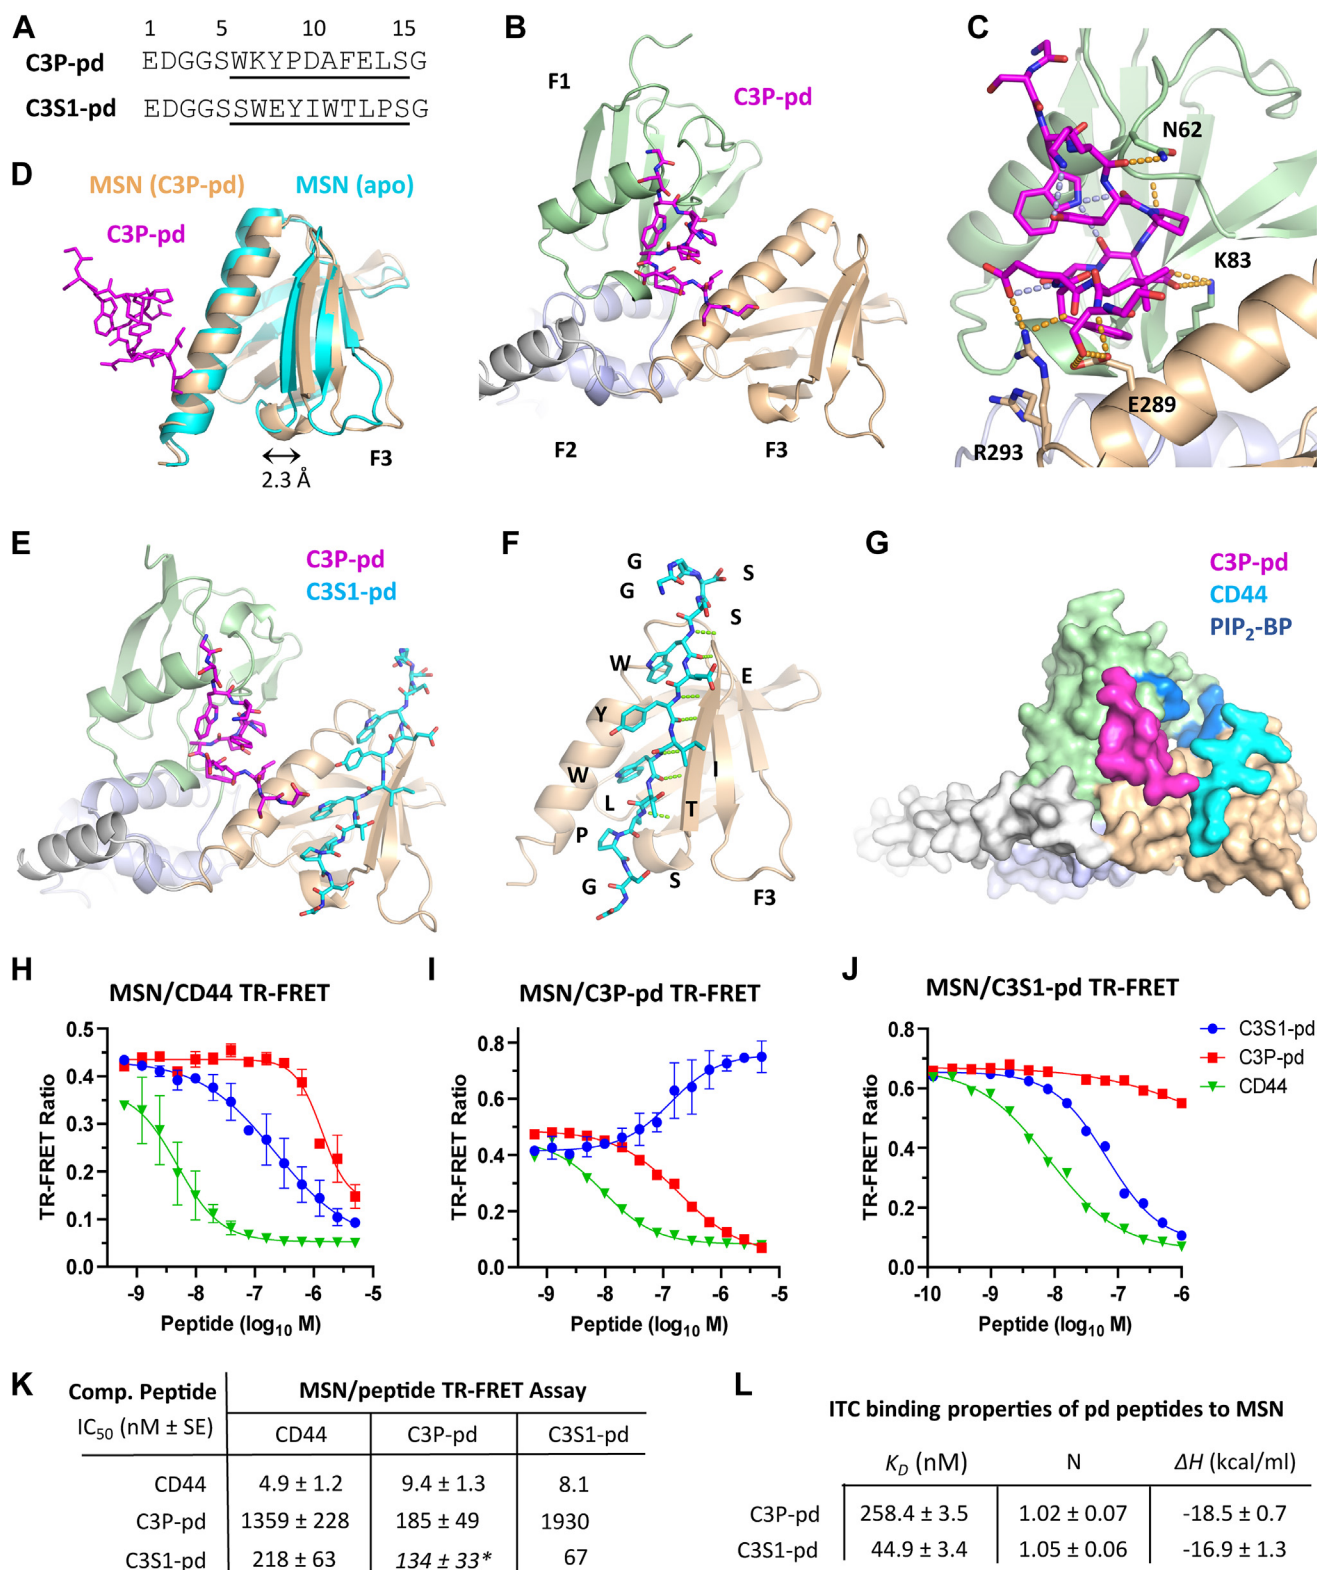 A
1 5 10 15
C3P-pd EDGGSWKYPDAFELSG
C3S1-pd EDGGSSWEYIWTLPSG
B
F1
C3P-pd
F2
F3
C
N62
K83
E289
R293
D
MSN (C3P-pd) MSN (apo)
C3P-pd
F3
2.3 Å
E
C3P-pd
C3S1-pd
F
G
S
G
S
W
E
Y
W
I
L
T
P
S
G
F3
G
C3P-pd
CD44
PIP2-BP
H
MSN/CD44 TR-FRET
TR-FRET Ratio
0.5
0.4
0.3
0.2
0.1
0.0
-9 -8 -7 -6 -5
Peptide (log10 M)
I
MSN/C3P-pd TR-FRET
TR-FRET Ratio
0.8
0.6
0.4
0.2
0.0
-9 -8 -7 -6 -5
Peptide (log10 M)
J
MSN/C3S1-pd TR-FRET
TR-FRET Ratio
0.8
0.6
0.4
0.2
0.0
-10 -9 -8 -7 -6
Peptide (log10 M)
C3S1-pd
C3P-pd
CD44
K
Comp. Peptide MSN/peptide TR-FRET Assay
IC50 (nM ± SE) CD44 C3P-pd C3S1-pd
CD44 4.9 ± 1.2 9.4 ± 1.3 8.1
C3P-pd 1359 ± 228 185 ± 49 1930
C3S1-pd 218 ± 63 134 ± 33* 67
L
ITC binding properties of pd peptides to MSN
KD (nM) N ΔH (kcal/ml)
C3P-pd 258.4 ± 3.5 1.02 ± 0.07 -18.5 ± 0.7
C3S1-pd 44.9 ± 3.4 1.05 ± 0.06 -16.9 ± 1.3